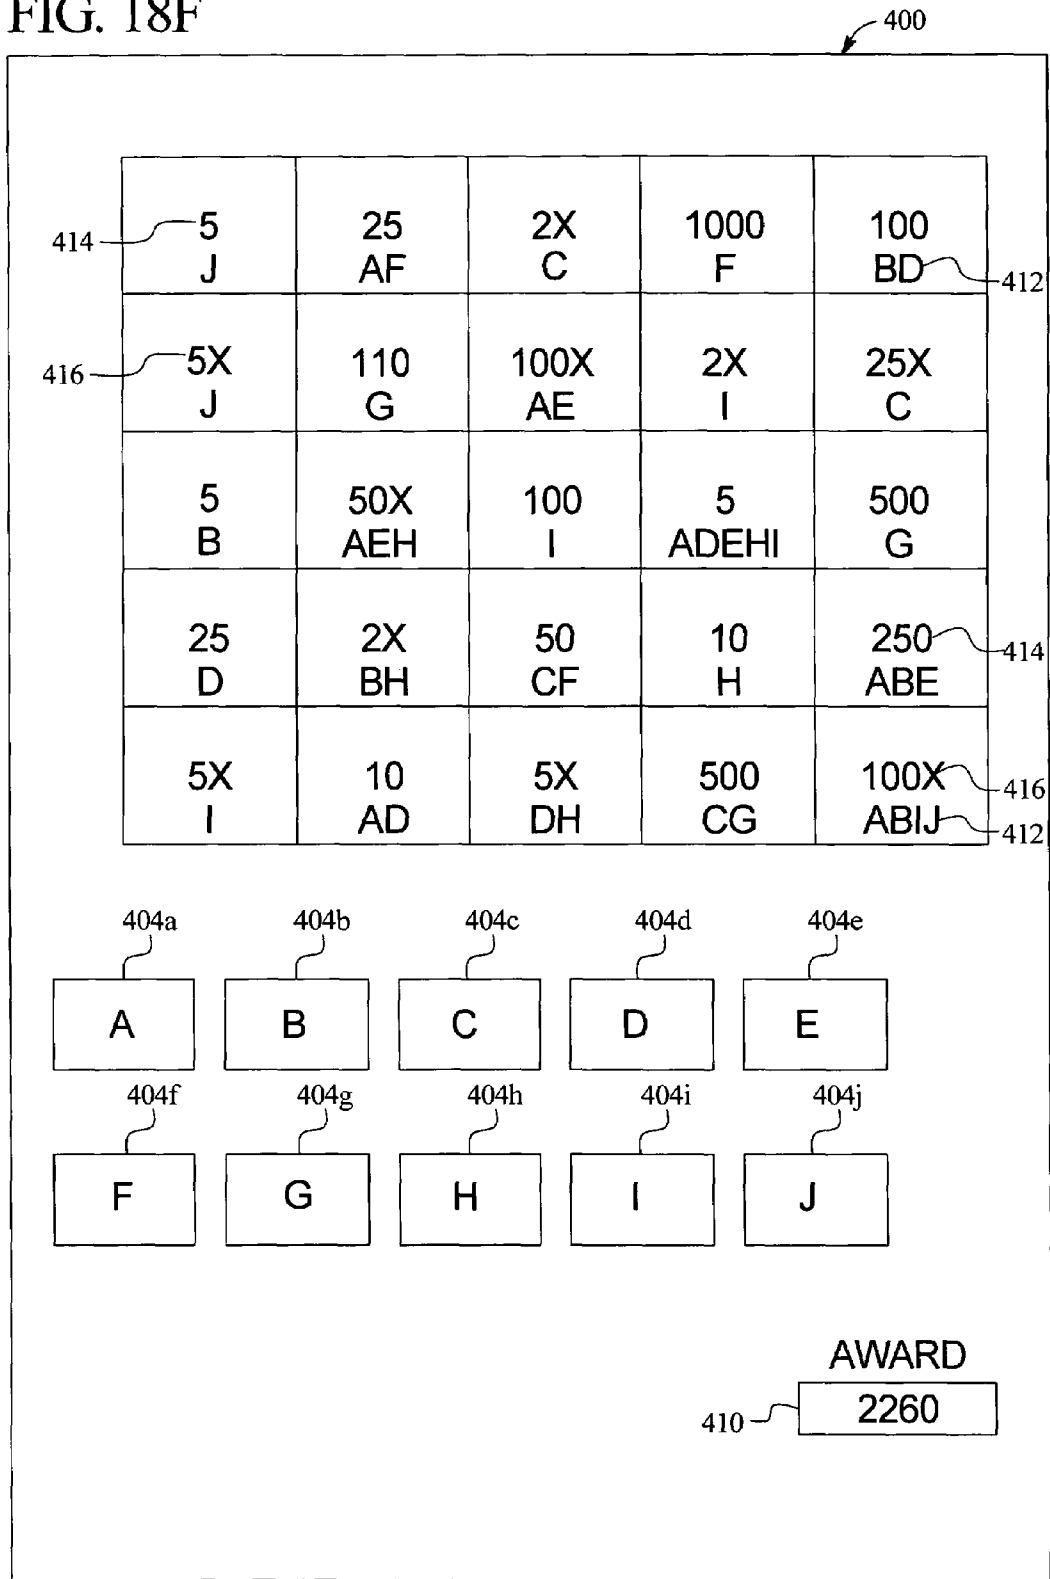 FIG. 18F
400
5 25 2X 1000 100
414
J AF C F BD
412
5X 110 100X 2X 25X
416
J G AE I C
5 50X 100 5 500
B AEH I ADEHI G
25 2X 50 10 250
414
D BH CF H ABE
5X 10 5X 500 100X
416
I AD DH CG ABIJ
412
404a 404b 404c 404d 404e
A B C D E
404f 404g 404h 404i 404j
F G H I J
AWARD
410 2260